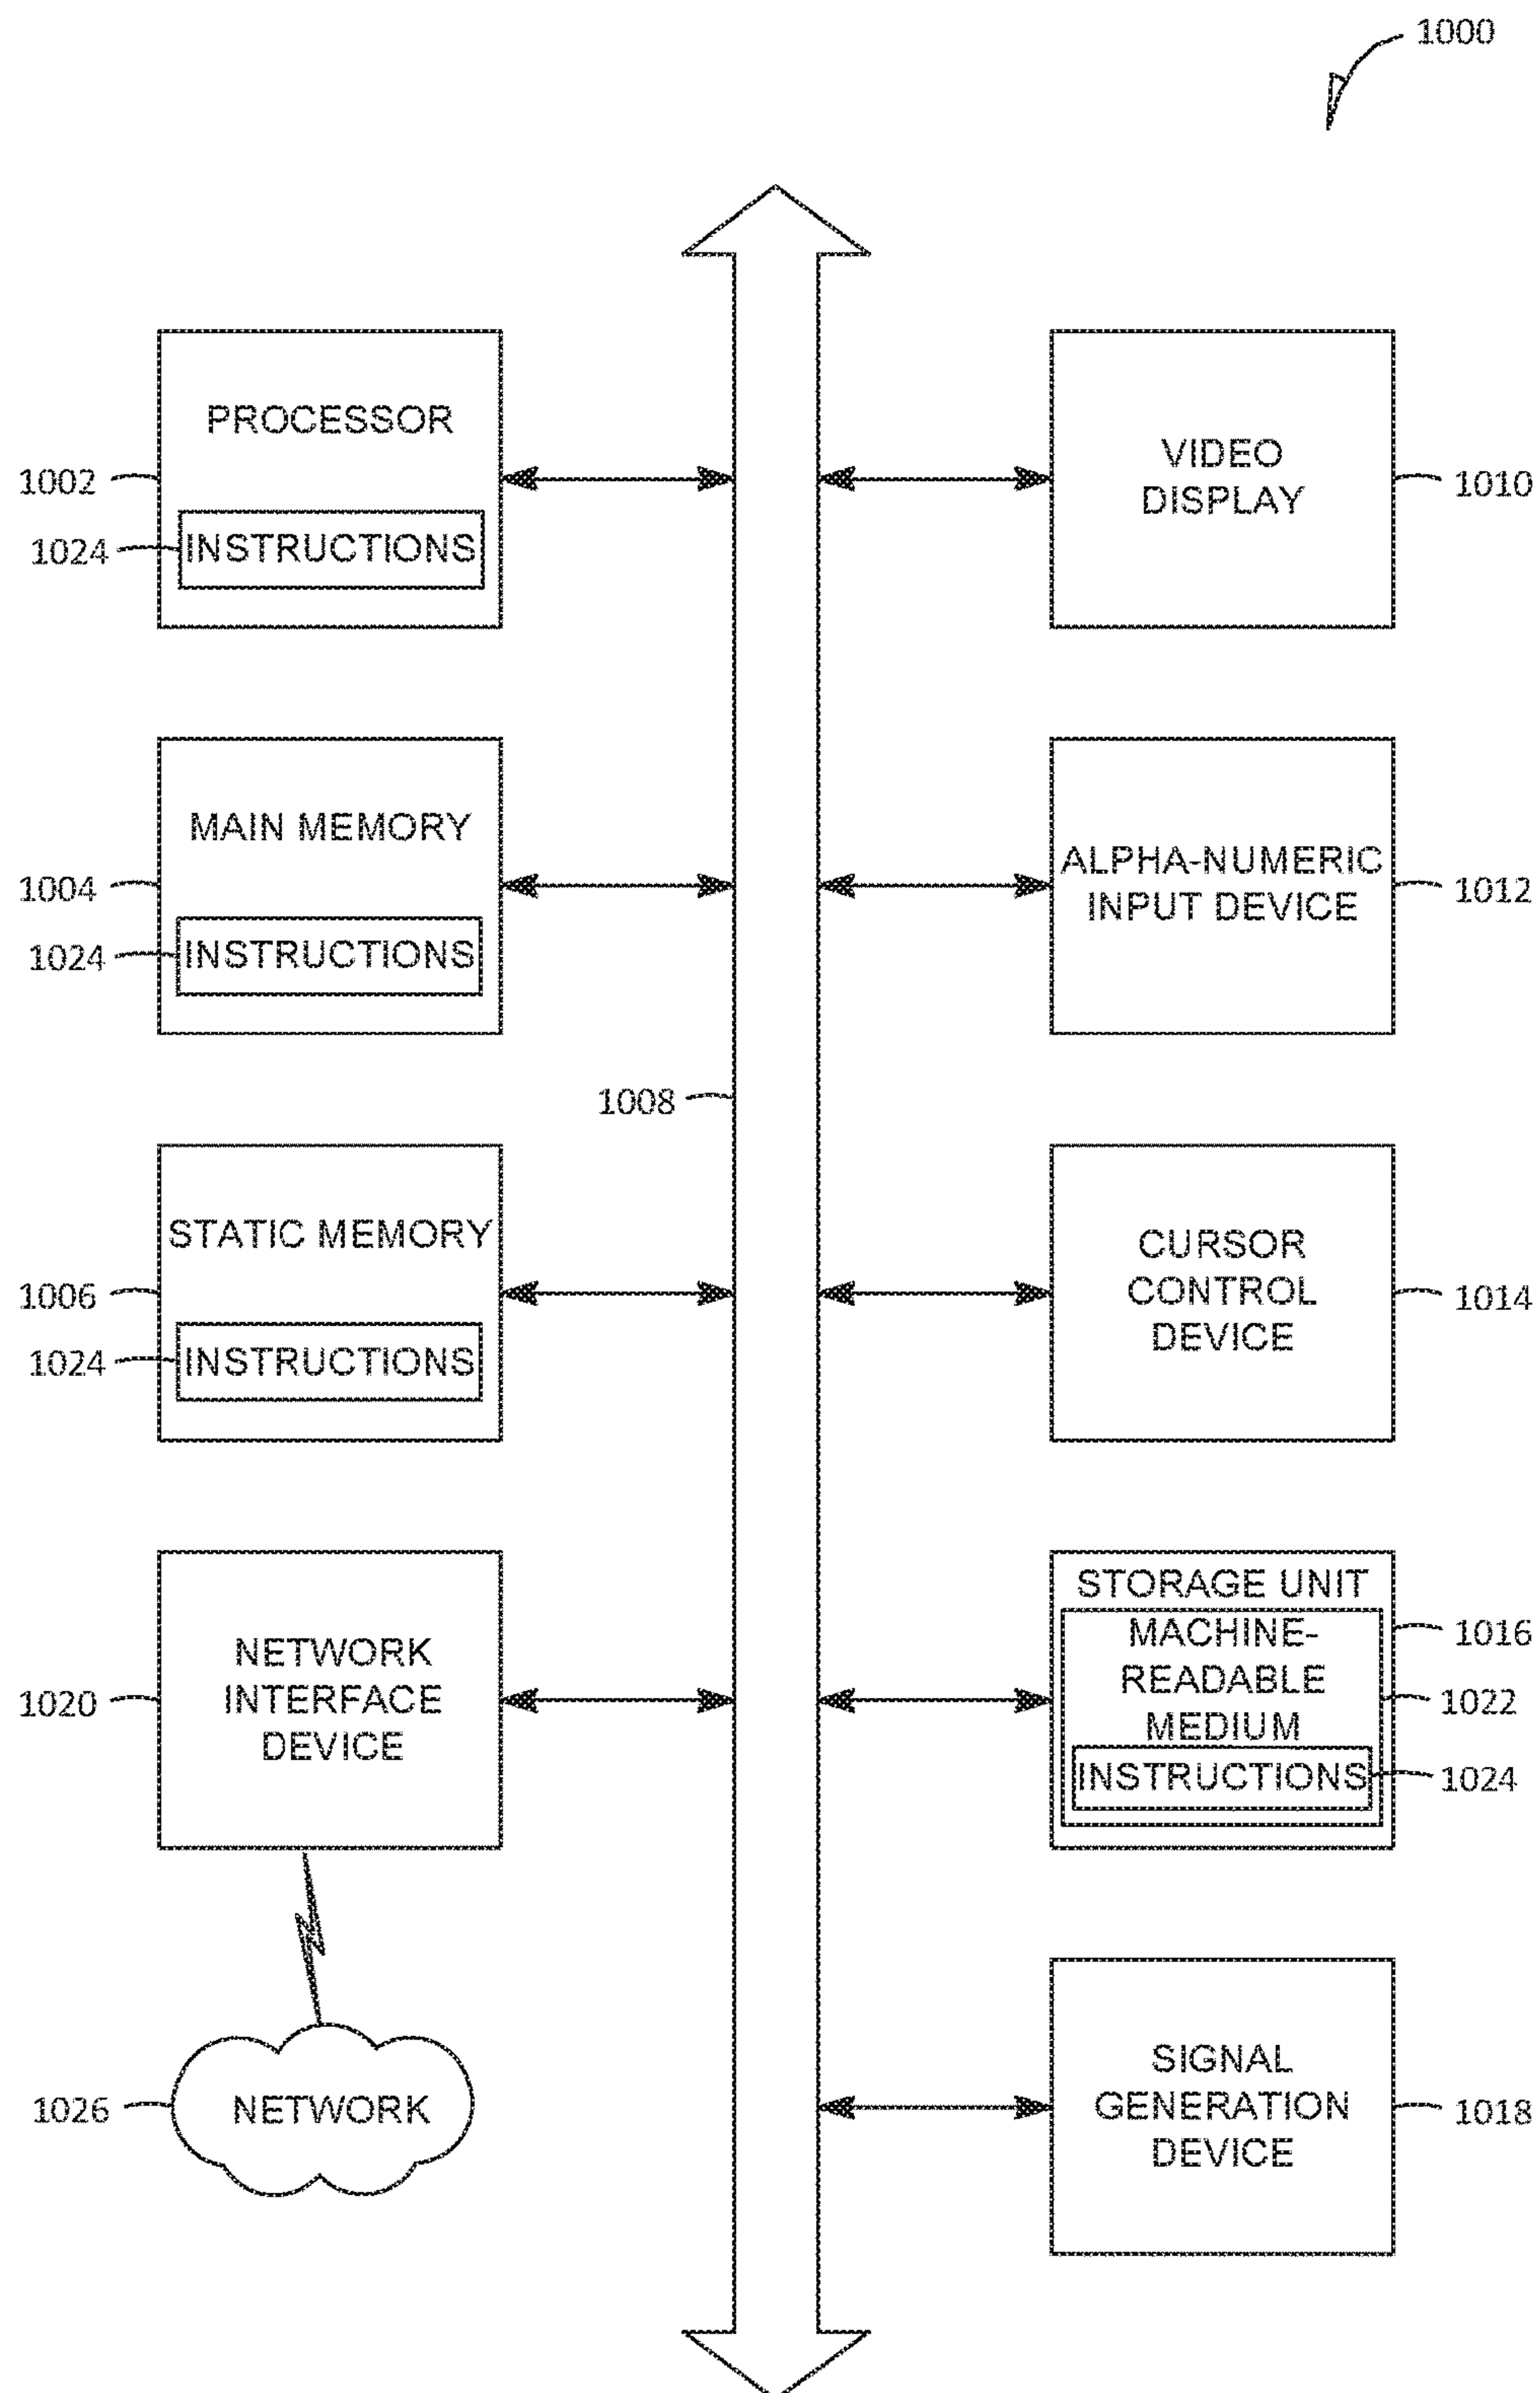 1000
PROCESSOR
1002
1024
INSTRUCTIONS
VIDEO
DISPLAY
1010
MAIN MEMORY
1004
1024
INSTRUCTIONS
ALPHA-NUMERIC
INPUT DEVICE
1012
1008
STATIC MEMORY
1006
1024
INSTRUCTIONS
CURSOR
CONTROL
DEVICE
1014
NETWORK
INTERFACE
DEVICE
1020
STORAGE UNIT
1016
MACHINE-
READABLE
MEDIUM
1022
INSTRUCTIONS
1024
1026
NETWORK
SIGNAL
GENERATION
DEVICE
1018